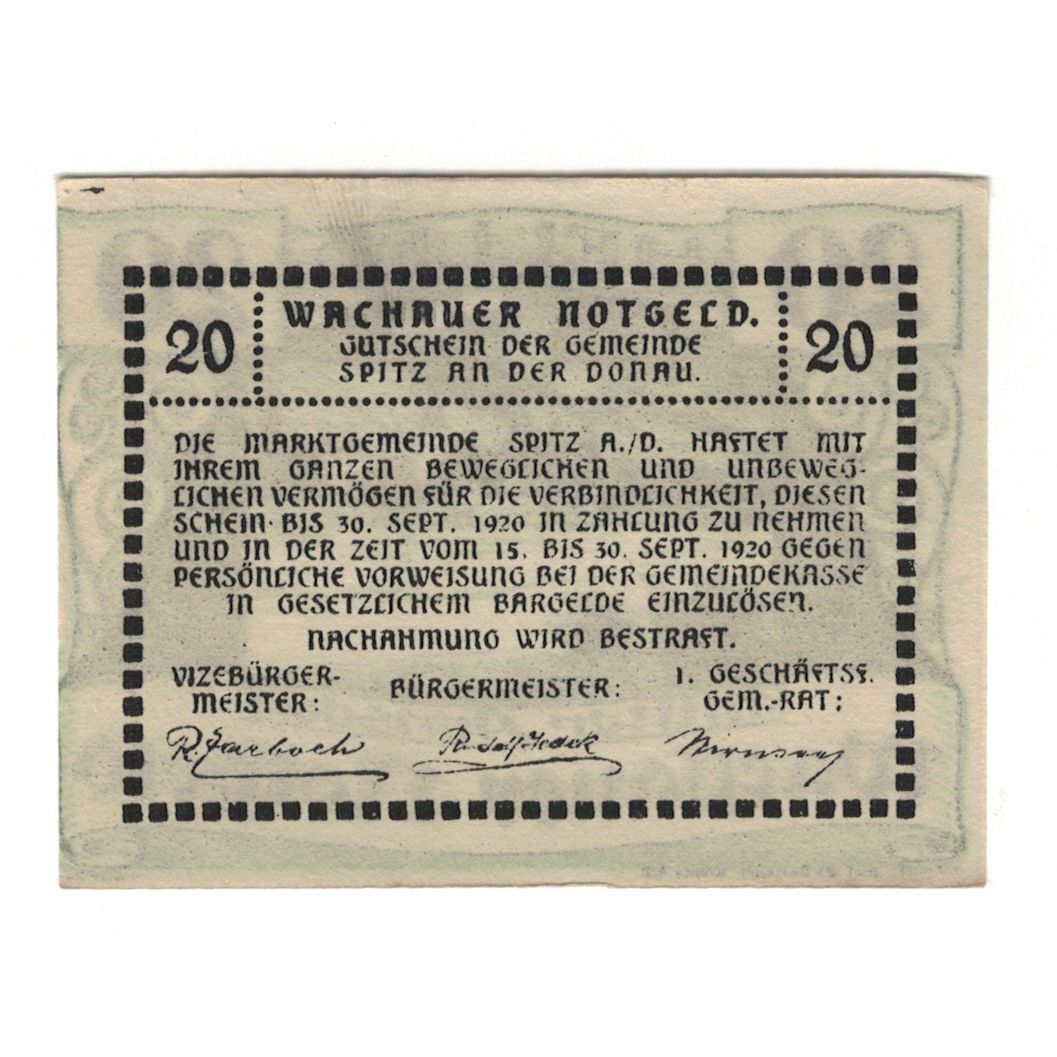 WACHAUER NOTGELD.
20 GUTSCHEIN DER GEMEINDE 20
SPITZ AN DER DONAU.
DIE MARKTGEMEINDE SPITZ A./D. HAFTET MIT
IHREM GANZEN BEWEGLICHEN UND UNBEWEG-
LICHEN VERMÖGEN FÜR DIE VERBINDLICHKEIT, DIESEN
SCHEIN BIS 30. SEPT. 1920 IN ZAHLUNG ZU NEHMEN
UND IN DER ZEIT VOM 15. BIS 30. SEPT. 1920 GEGEN
PERSÖNLICHE VORWEISUNG BEI DER GEMEINDEKASSE
IN GESETZLICHEM BARGELDE EINZULÖSEN.
NACHAHMUNG WIRD BESTRAFT.
VIZEBÜRGER-
MEISTER:
BÜRGERMEISTER:
1. GESCHÄFTSF.
GEM.-RAT:
Rudolf